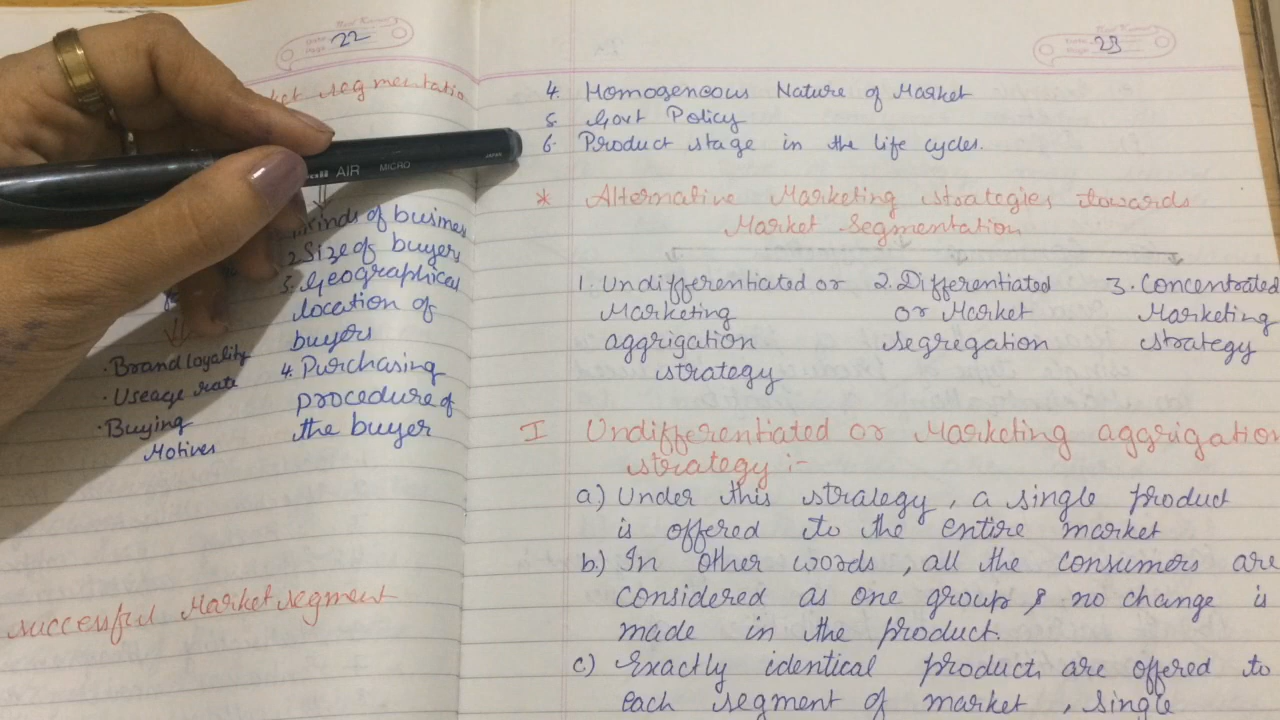 22
ket segmentatio
AIR MICRO JAPAN
Kinds of busines
2. Size of buyers
3. Geographical
location of
buyers
4. Purchasing
procedure of
the buyer
. Brand loyality
. Useage rate
. Buying
Motives
successful Market segment
23
4. Homogeneous Nature of Market
5. Govt Policy
6. Product stage in the life cycles.
* Alternative Marketing strategies towards
Market Segmentation
1. Undifferentiated or
Marketing
aggrigation
strategy
2. Differentiated
or Market
segregation
3. Concentrated
Marketing
strategy
I Undifferentiated or Marketing aggrigation
strategy :-
a) Under this strategy, a single product
is offered to the entire market
b.) In other words, all the consumers are
considered as one group & no change is
made in the product.
c) Exactly identical products are offered to
each segment of market, single